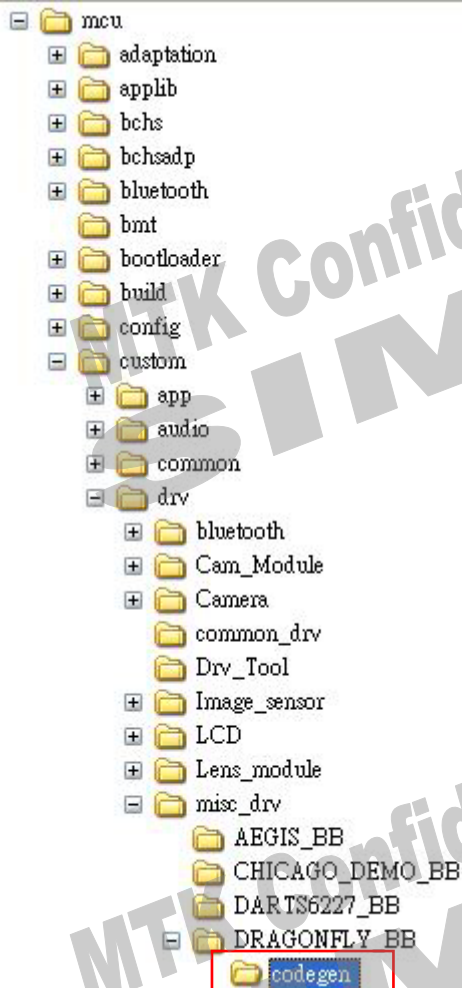 mcu
adaptation
applib
bchs
bchsadp
bluetooth
bmt
bootloader
build
config
custom
app
audio
common
drv
bluetooth
Cam_Module
Camera
common_drv
Drv_Tool
Image_sensor
LCD
Lens_module
misc_drv
AEGIS_BB
CHICAGO_DEMO_BB
DARTS6227_BB
DRAGONFLY_BB
codegen
MTK Confid
SIM
MTK Confid